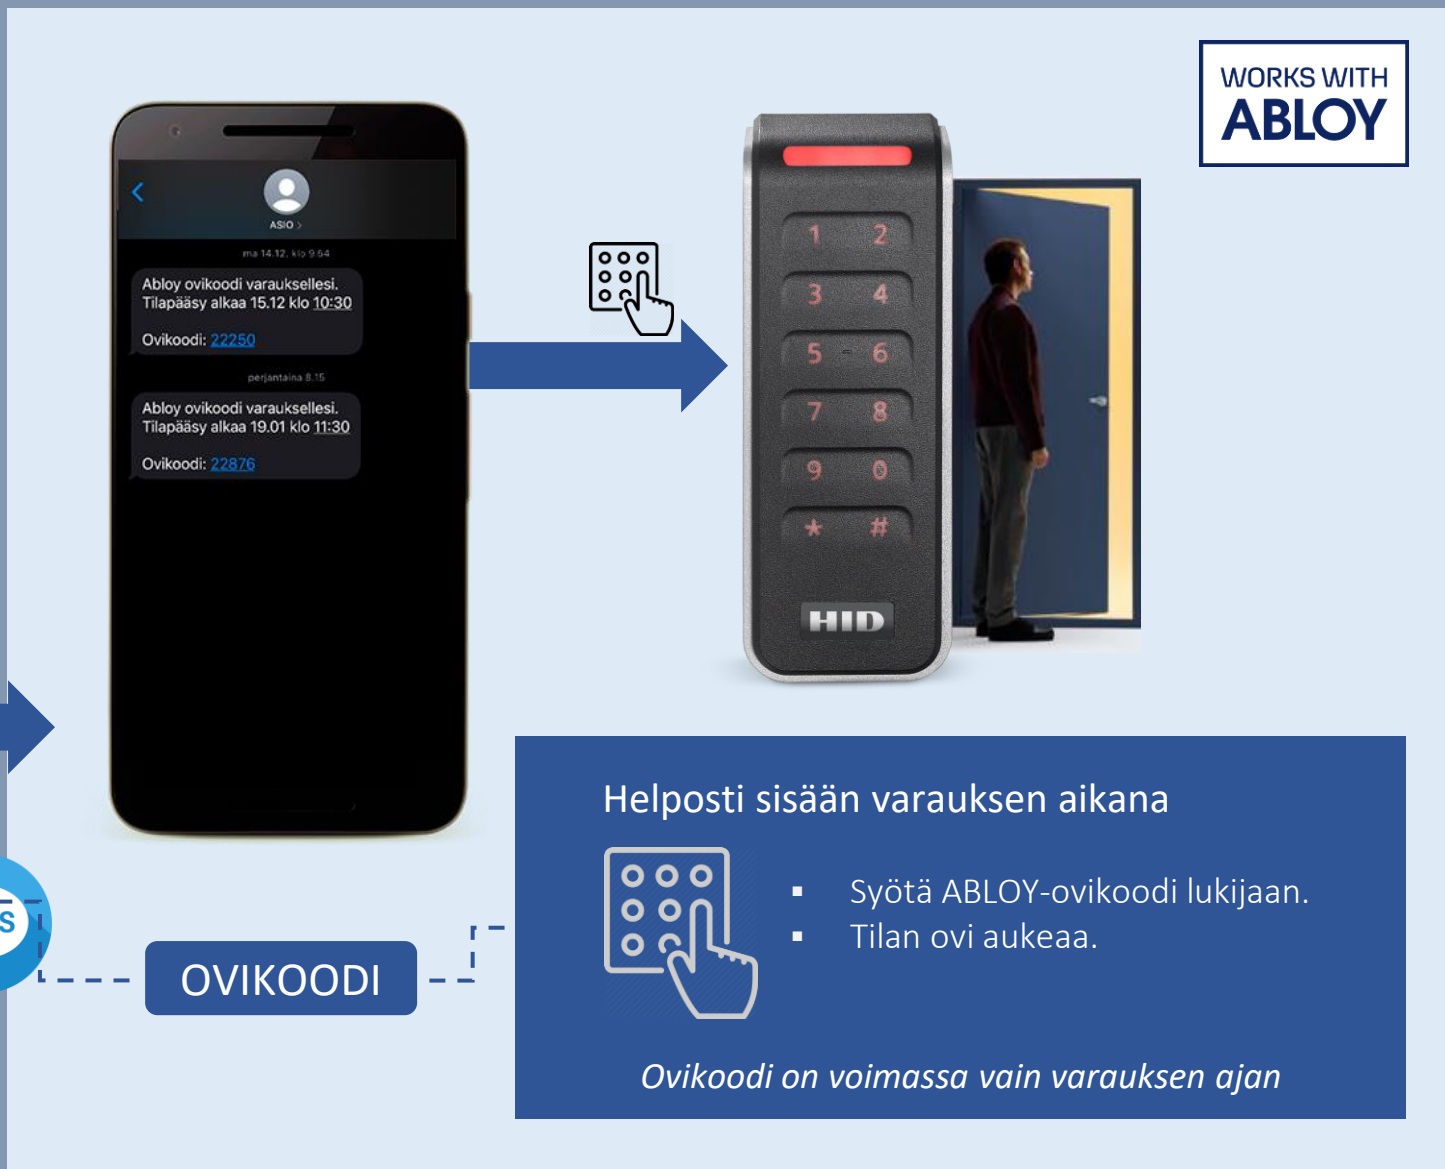 WORKS WITH
ABLOY
ASIO >
ma 14.12. klo 9.64
Abloy ovikoodi varauksellesi.
Tilapääsy alkaa 15.12 klo 10:30
Ovikoodi: 22250
perjantaina 8.15
Abloy ovikoodi varauksellesi.
Tilapääsy alkaa 19.01 klo 11:30
Ovikoodi: 22876
1 2
3 4
5 - 6
7 8
9 0
* #
HID
Helposti sisään varauksen aikana
▪ Syötä ABLOY-ovikoodi lukijaan.
▪ Tilan ovi aukeaa.
S
OVIKOODI
Ovikoodi on voimassa vain varauksen ajan